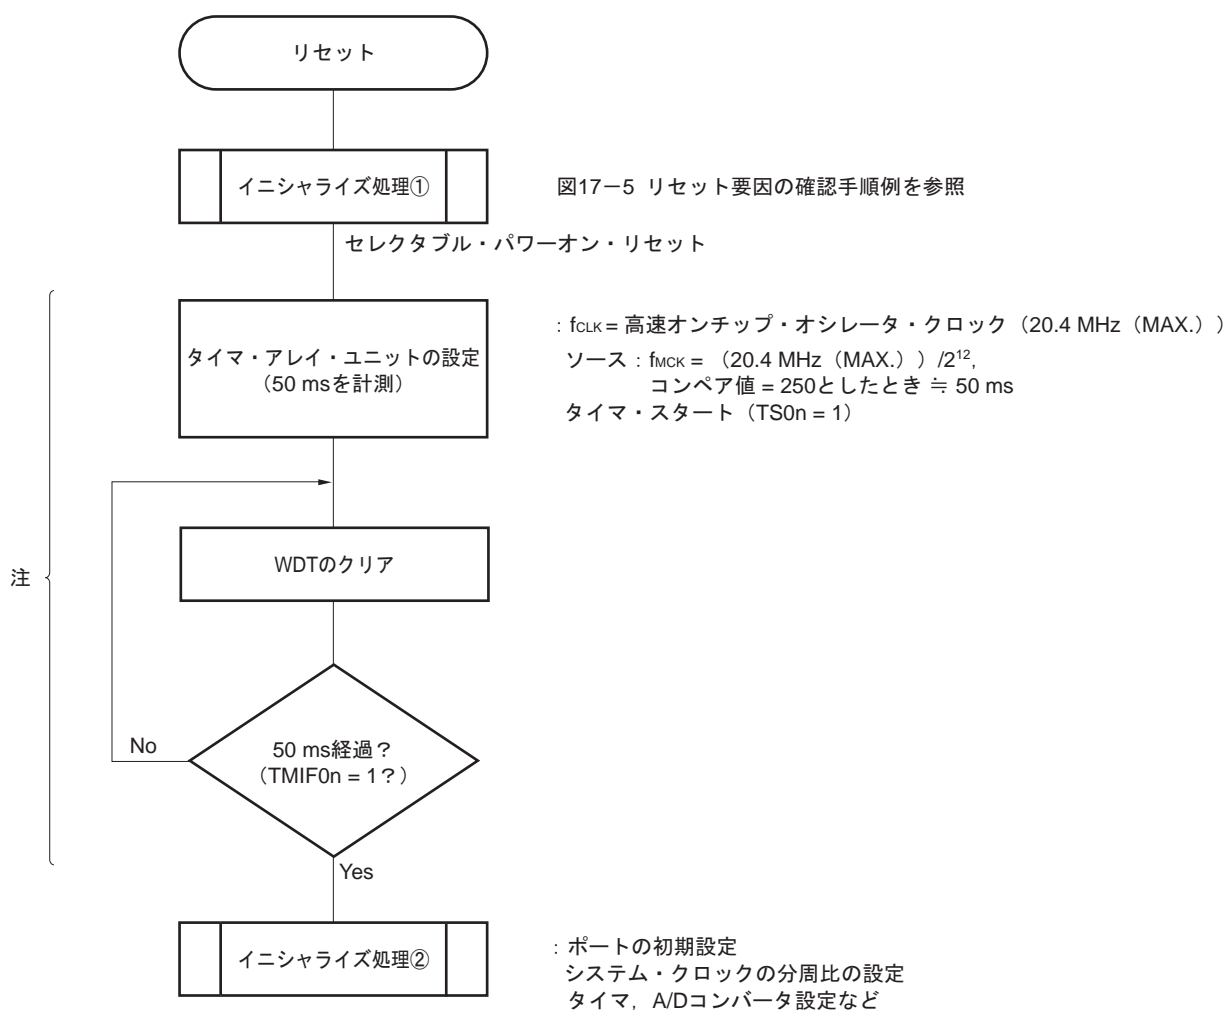 リセット
イニシャライズ処理①
図17－5 リセット要因の確認手順例を参照
セレクタブル・パワーオン・リセット
タイマ・アレイ・ユニットの設定
（50 msを計測）
：fCLK = 高速オンチップ・オシレータ・クロック（20.4 MHz（MAX.））
ソース：fMCK = （20.4 MHz（MAX.））/2¹²,
コンペア値 = 250としたとき ≒ 50 ms
タイマ・スタート（TS0n = 1）
注
WDTのクリア
No
50 ms経過？
（TMIF0n = 1？）
Yes
イニシャライズ処理②
：ポートの初期設定
システム・クロックの分周比の設定
タイマ，A/Dコンバータ設定など